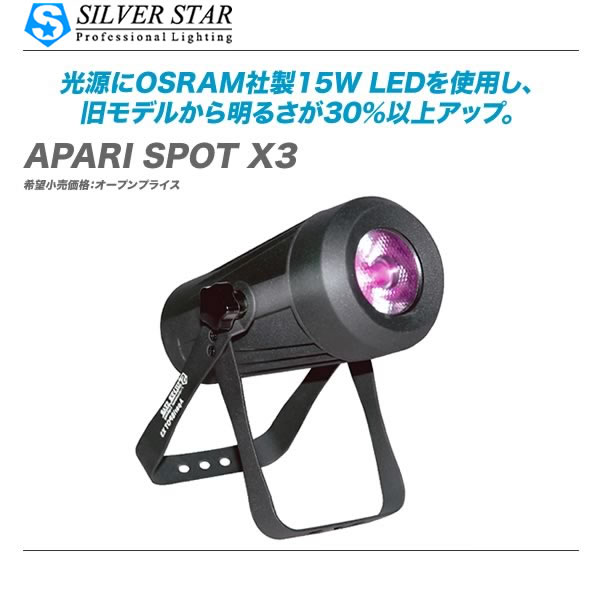 SILVER STAR
Professional Lighting
光源にOSRAM社製15W LEDを使用し、
旧モデルから明るさが30%以上アップ。
APARI SPOT X3
希望小売価格：オープンプライス